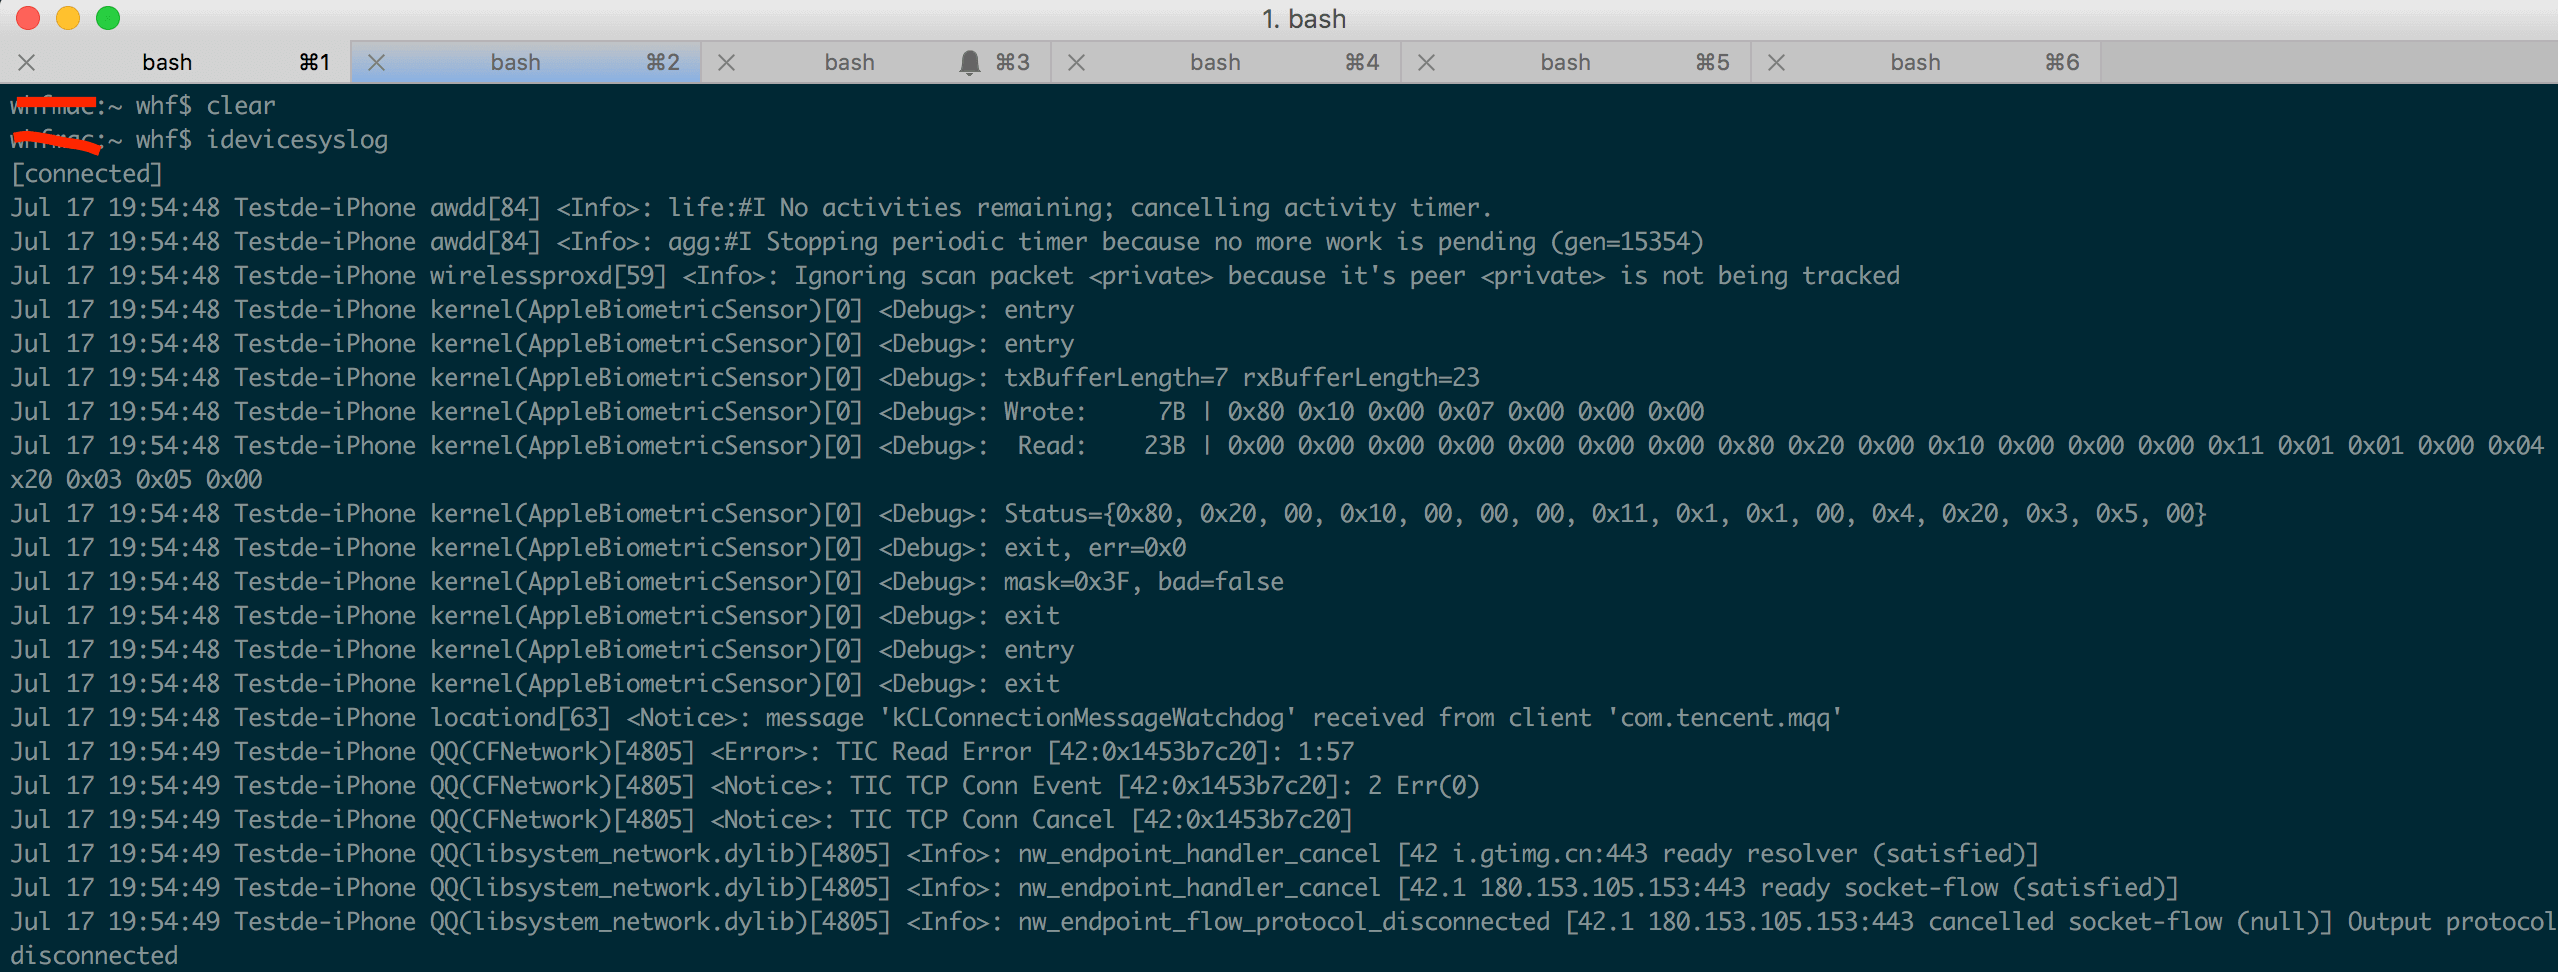 1. bash
bash ⌘1 bash ⌘2 bash ⌘3 bash ⌘4 bash ⌘5 bash ⌘6
:~ whf$ clear
:~ whf$ idevicesyslog
[connected]
Jul 17 19:54:48 Testde-iPhone awdd[84] <Info>: life:#I No activities remaining; cancelling activity timer.
Jul 17 19:54:48 Testde-iPhone awdd[84] <Info>: agg:#I Stopping periodic timer because no more work is pending (gen=15354)
Jul 17 19:54:48 Testde-iPhone wirelessproxd[59] <Info>: Ignoring scan packet <private> because it's peer <private> is not being tracked
Jul 17 19:54:48 Testde-iPhone kernel(AppleBiometricSensor)[0] <Debug>: entry
Jul 17 19:54:48 Testde-iPhone kernel(AppleBiometricSensor)[0] <Debug>: entry
Jul 17 19:54:48 Testde-iPhone kernel(AppleBiometricSensor)[0] <Debug>: txBufferLength=7 rxBufferLength=23
Jul 17 19:54:48 Testde-iPhone kernel(AppleBiometricSensor)[0] <Debug>: Wrote:     7B | 0x80 0x10 0x00 0x07 0x00 0x00 0x00
Jul 17 19:54:48 Testde-iPhone kernel(AppleBiometricSensor)[0] <Debug>:  Read:    23B | 0x00 0x00 0x00 0x00 0x00 0x00 0x00 0x80 0x20 0x00 0x10 0x00 0x00 0x00 0x11 0x01 0x01 0x00 0x04
x20 0x03 0x05 0x00
Jul 17 19:54:48 Testde-iPhone kernel(AppleBiometricSensor)[0] <Debug>: Status={0x80, 0x20, 00, 0x10, 00, 00, 00, 0x11, 0x1, 0x1, 00, 0x4, 0x20, 0x3, 0x5, 00}
Jul 17 19:54:48 Testde-iPhone kernel(AppleBiometricSensor)[0] <Debug>: exit, err=0x0
Jul 17 19:54:48 Testde-iPhone kernel(AppleBiometricSensor)[0] <Debug>: mask=0x3F, bad=false
Jul 17 19:54:48 Testde-iPhone kernel(AppleBiometricSensor)[0] <Debug>: exit
Jul 17 19:54:48 Testde-iPhone kernel(AppleBiometricSensor)[0] <Debug>: entry
Jul 17 19:54:48 Testde-iPhone kernel(AppleBiometricSensor)[0] <Debug>: exit
Jul 17 19:54:48 Testde-iPhone locationd[63] <Notice>: message 'kCLConnectionMessageWatchdog' received from client 'com.tencent.mqq'
Jul 17 19:54:49 Testde-iPhone QQ(CFNetwork)[4805] <Error>: TIC Read Error [42:0x1453b7c20]: 1:57
Jul 17 19:54:49 Testde-iPhone QQ(CFNetwork)[4805] <Notice>: TIC TCP Conn Event [42:0x1453b7c20]: 2 Err(0)
Jul 17 19:54:49 Testde-iPhone QQ(CFNetwork)[4805] <Notice>: TIC TCP Conn Cancel [42:0x1453b7c20]
Jul 17 19:54:49 Testde-iPhone QQ(libsystem_network.dylib)[4805] <Info>: nw_endpoint_handler_cancel [42 i.gtimg.cn:443 ready resolver (satisfied)]
Jul 17 19:54:49 Testde-iPhone QQ(libsystem_network.dylib)[4805] <Info>: nw_endpoint_handler_cancel [42.1 180.153.105.153:443 ready socket-flow (satisfied)]
Jul 17 19:54:49 Testde-iPhone QQ(libsystem_network.dylib)[4805] <Info>: nw_endpoint_flow_protocol_disconnected [42.1 180.153.105.153:443 cancelled socket-flow (null)] Output protocol
disconnected